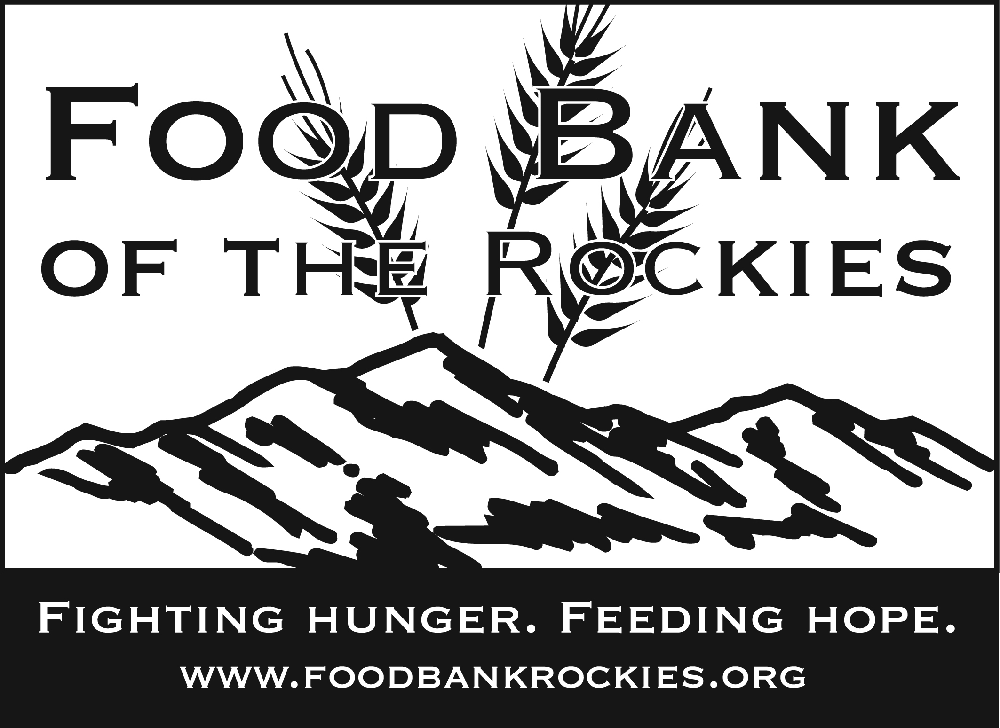 FOOD BANK
OF THE ROCKIES
FIGHTING HUNGER. FEEDING HOPE.
WWW.FOODBANKROCKIES.ORG